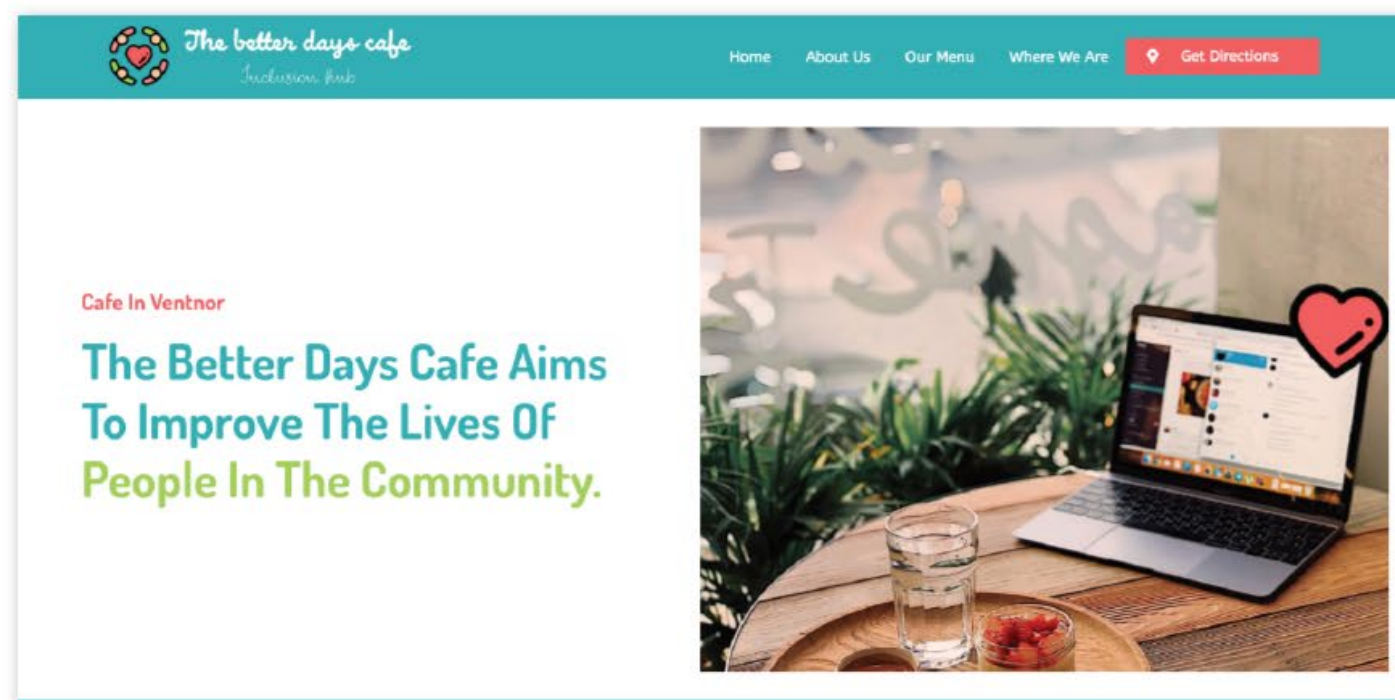 The better days cafe
Inclusion hub
Home About Us Our Menu Where We Are Get Directions
Cafe In Ventnor
The Better Days Cafe Aims
To Improve The Lives Of
People In The Community.